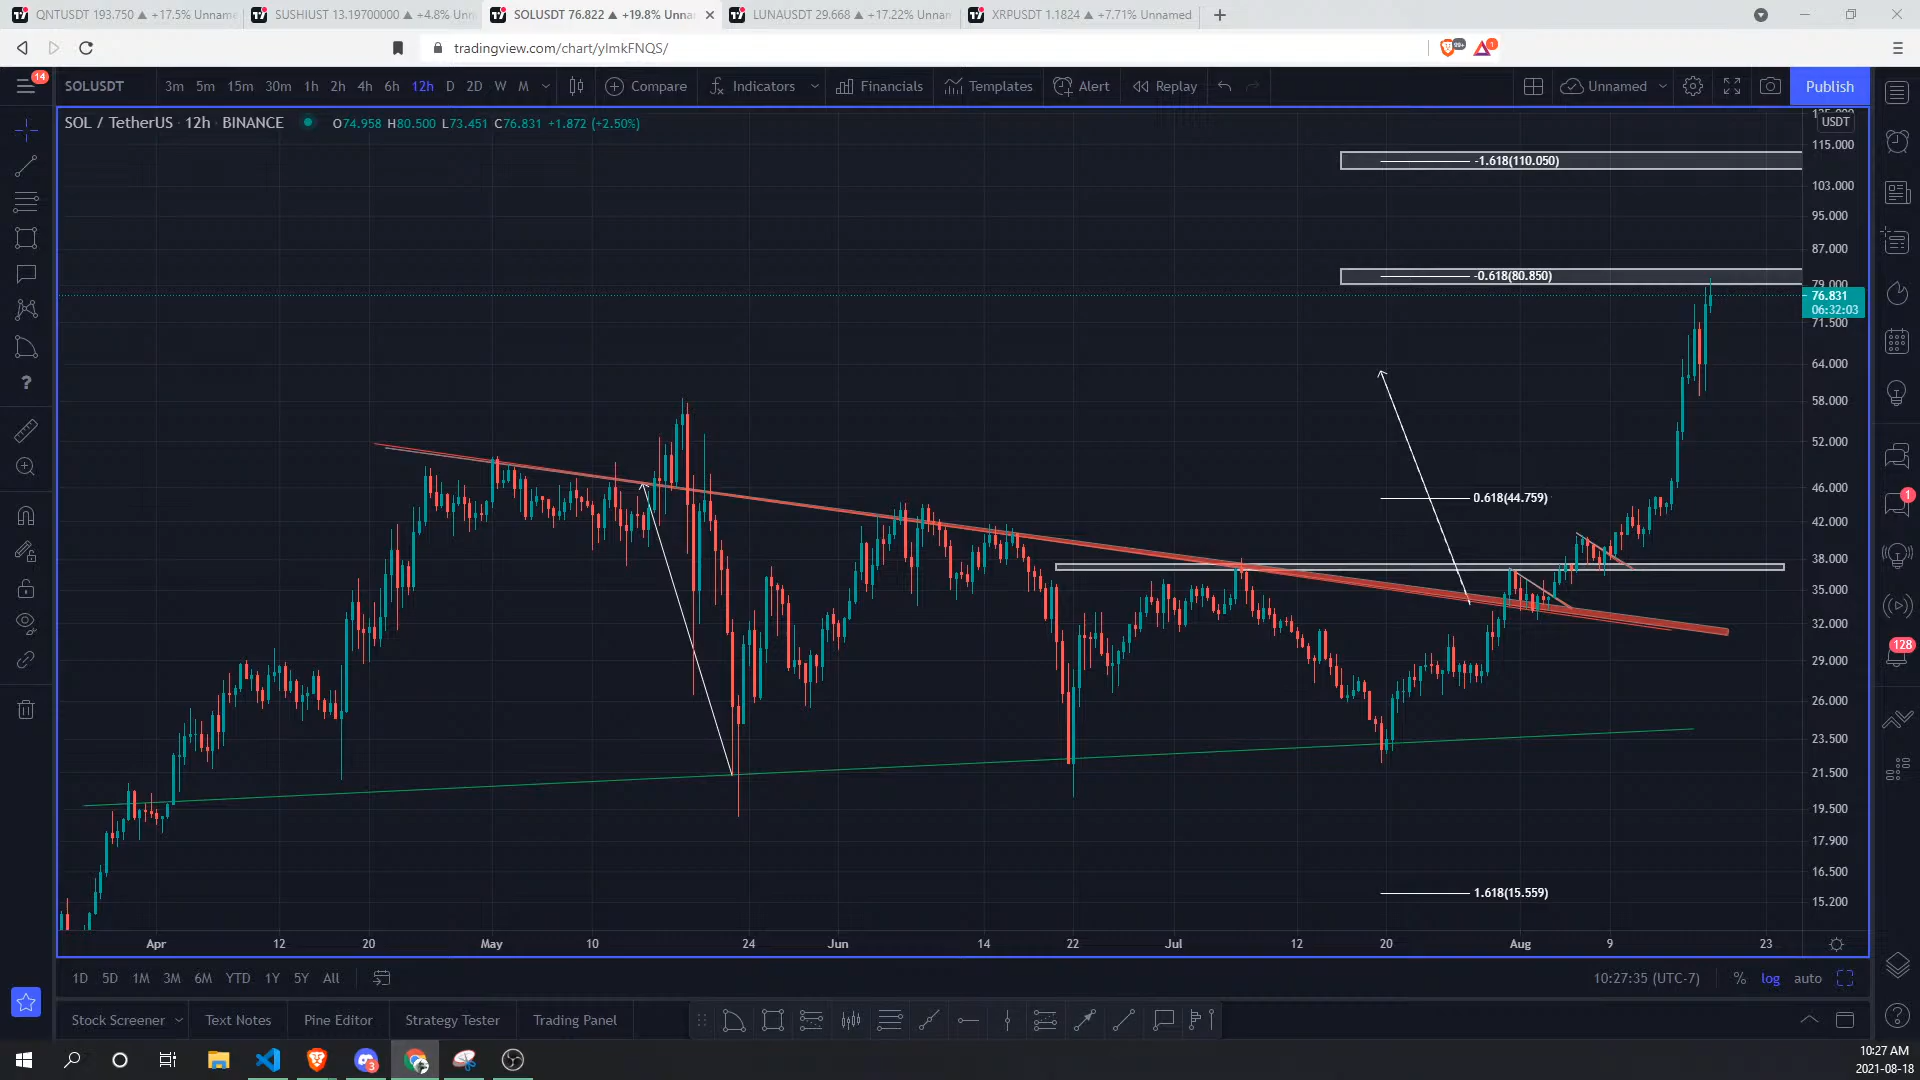 QNTUSDT 193.750 ▲ +17.5% Unname
SUSHIUST 13.19700000 ▲ +4.8% Unn
SOLUSDT 76.822 ▲ +19.8% Unna
LUNAUSDT 29.668 ▲ +17.22% Unnam
XRPUSDT 1.1824 ▲ +7.71% Unnamed
tradingview.com/chart/yImkFNQS/
99+
1
14
SOLUSDT
3m 5m 15m 30m 1h 2h 4h 6h 12h D 2D W M
Compare
Indicators
Financials
Templates
Alert
Replay
Unnamed
Publish
SOL / TetherUS · 12h · BINANCE
O74.958 H80.500 L73.451 C76.831 +1.872 (+2.50%)
USDT
115.000
103.000
95.000
87.000
79.000
76.831
06:32:03
71.500
64.000
58.000
52.000
46.000
42.000
38.000
35.000
32.000
29.000
26.000
23.500
21.500
19.500
17.900
16.500
15.200
-1.618(110.050)
-0.618(80.850)
0.618(44.759)
1.618(15.559)
1
128
Apr 12 20 May 10 24 Jun 14 22 Jul 12 20 Aug 9 23
1D 5D 1M 3M 6M YTD 1Y 5Y All
10:27:35 (UTC-7)
% log auto
Stock Screener
Text Notes
Pine Editor
Strategy Tester
Trading Panel
3
10:27 AM
2021-08-18